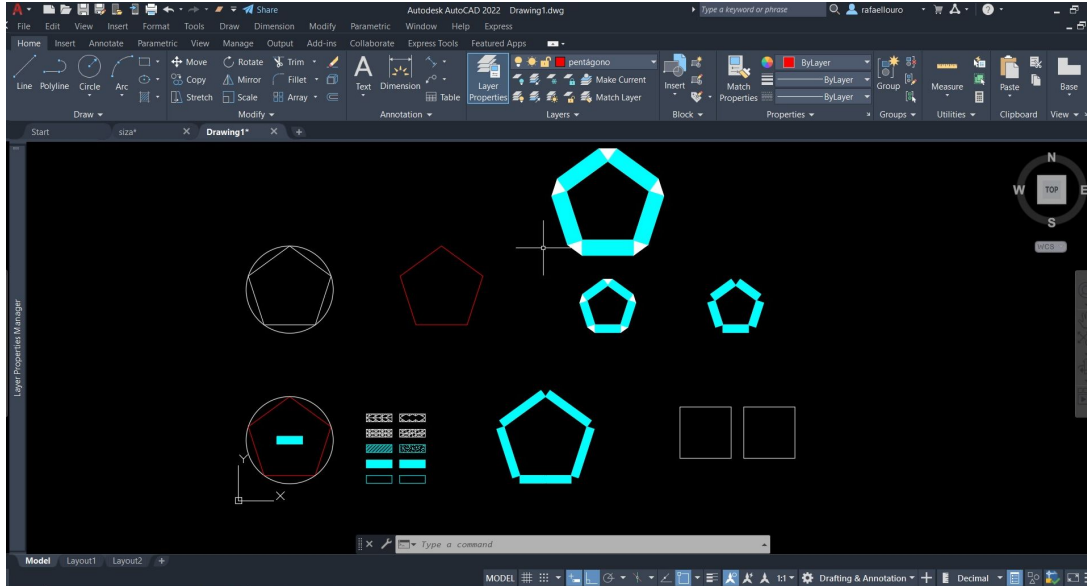 Share
Autodesk AutoCAD 2022 Drawing1.dwg
Type a keyword or phrase
rafaellouro
File Edit View Insert Format Tools Draw Dimension Modify Parametric Window Help Express
Home Insert Annotate Parametric View Manage Output Add-ins Collaborate Express Tools Featured Apps
Move Rotate Trim
pentágono
ByLayer
Copy Mirror Fillet
Make Current
ByLayer
Line Polyline Circle Arc
Stretch Scale Array
Text Dimension
Table
Layer Properties
Match Layer
Insert
Match Properties
ByLayer
Group
Measure
Paste
Base
Draw
Modify
Annotation
Layers
Block
Properties
Groups
Utilities
Clipboard
View
Start siza* Drawing1*
N
W TOP E
S
WCS
Layer Properties Manager
Y
X
Type a command
Model Layout1 Layout2
MODEL 1:1 Drafting & Annotation Decimal